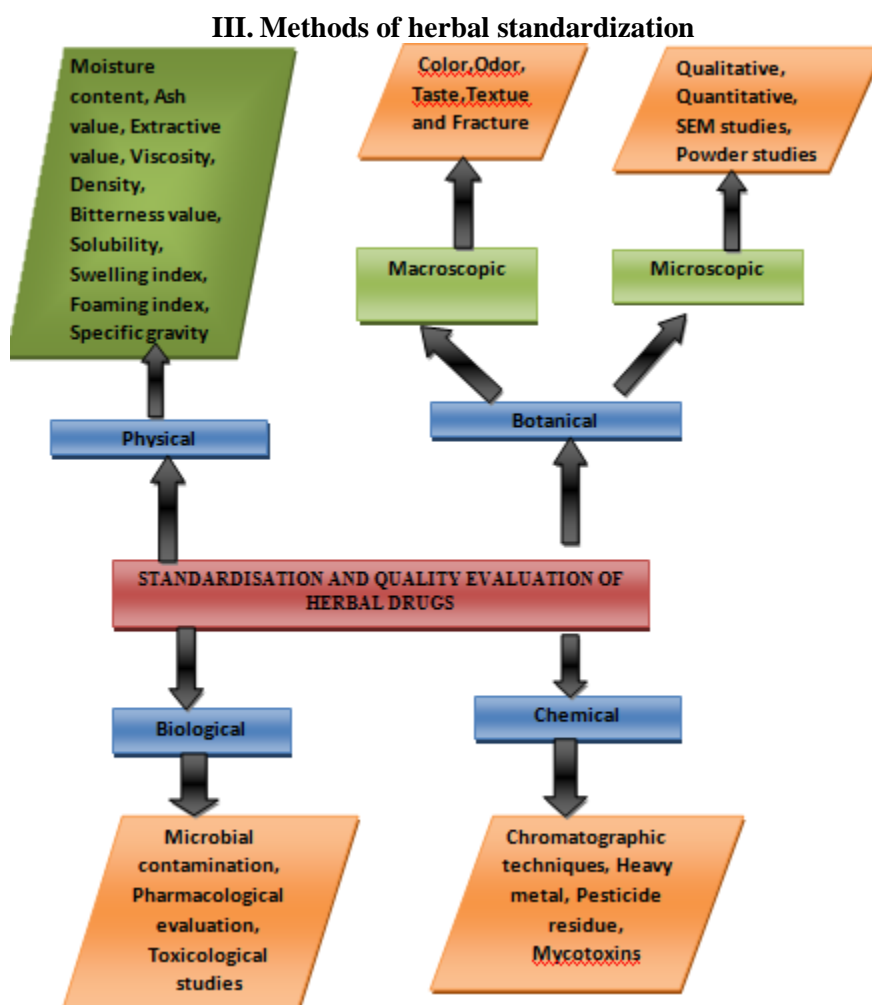 III. Methods of herbal standardization
Moisture
content, Ash
value, Extractive
value, Viscosity,
Density,
Bitterness value,
Solubility,
Swelling index,
Foaming index,
Specific gravity
Color,Odor,
Taste,Textue
and Fracture
Qualitative,
Quantitative,
SEM studies,
Powder studies
Macroscopic
Microscopic
Physical
Botanical
STANDARDISATION AND QUALITY EVALUATION OF
HERBAL DRUGS
Biological
Chemical
Microbial
contamination,
Pharmacological
evaluation,
Toxicological
studies
Chromatographic
techniques, Heavy
metal, Pesticide
residue,
Mycotoxins